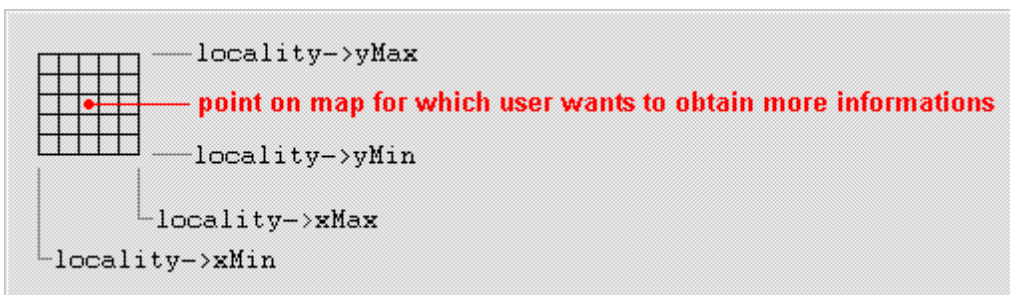 locality->yMax
point on map for which user wants to obtain more informations
locality->yMin
locality->xMax
locality->xMin